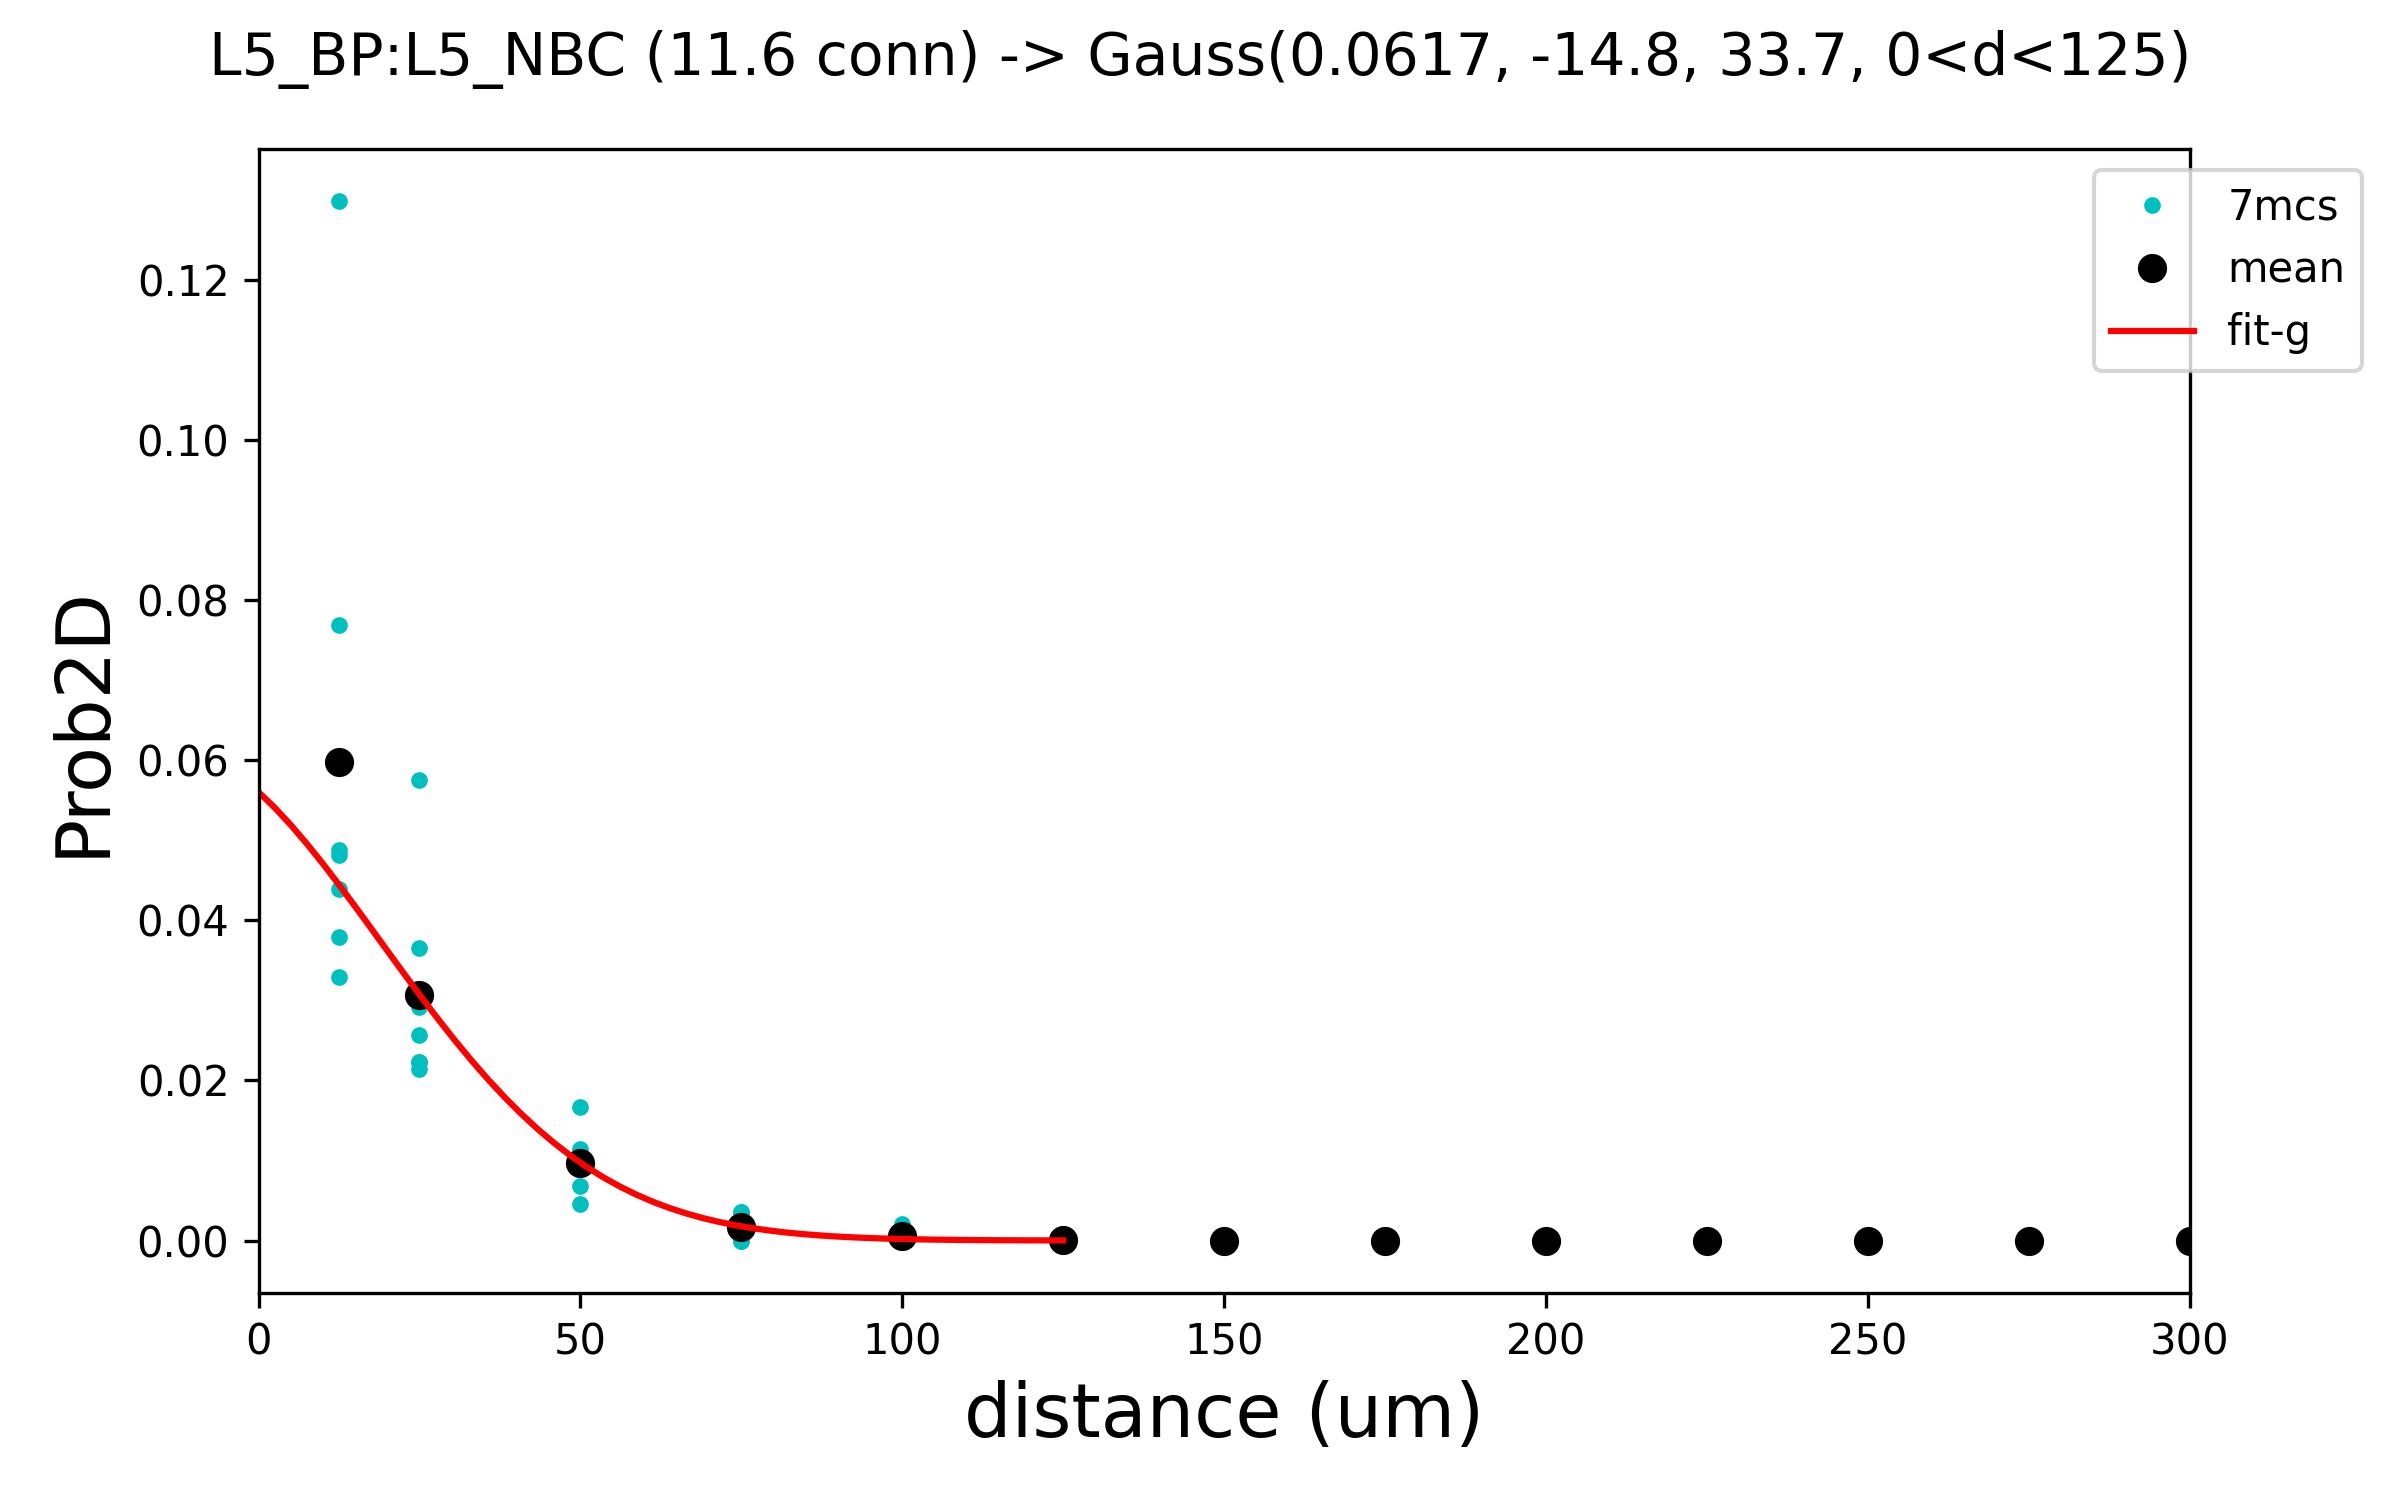 L5_BP:L5_NBC (11.6 conn) -> Gauss(0.0617, -14.8, 33.7, 0<d<125)
7mcs
mean
fit-g
Prob2D
0.12
0.10
0.08
0.06
0.04
0.02
0.00
0 50 100 150 200 250 300
distance (um)